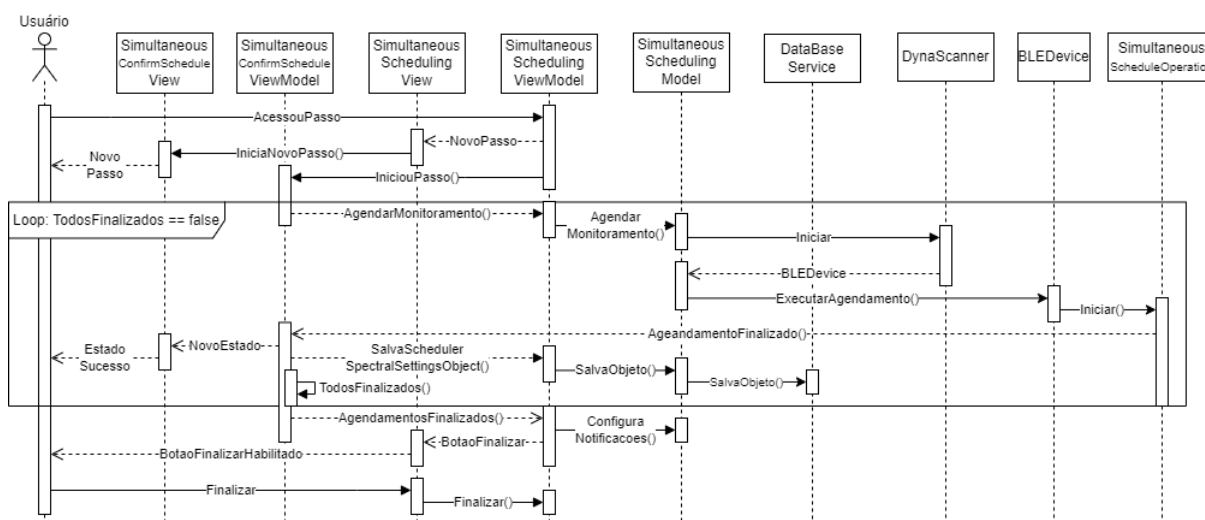 Usuário
Simultaneous
ConfirmSchedule
View
Simultaneous
ConfirmSchedule
ViewModel
Simultaneous
Scheduling
View
Simultaneous
Scheduling
ViewModel
Simultaneous
Scheduling
Model
DataBase
Service
DynaScanner
BLEDevice
Simultaneous
ScheduleOperation
AcessouPasso
NovoPasso
IniciaNovoPasso()
Novo
Passo
IniciouPasso()
Loop: TodosFinalizados == false
AgendarMonitoramento()
Agendar
Monitoramento()
Iniciar
BLEDevice
ExecutarAgendamento()
Iniciar()
AgeandamentoFinalizado()
NovoEstado
Estado
Sucesso
SalvaScheduler
SpectralSettingsObject()
SalvaObjeto()
SalvaObjeto()
TodosFinalizados()
AgendamentosFinalizados()
Configura
Notificacoes()
BotaoFinalizar
BotaoFinalizarHabilitado
Finalizar
Finalizar()